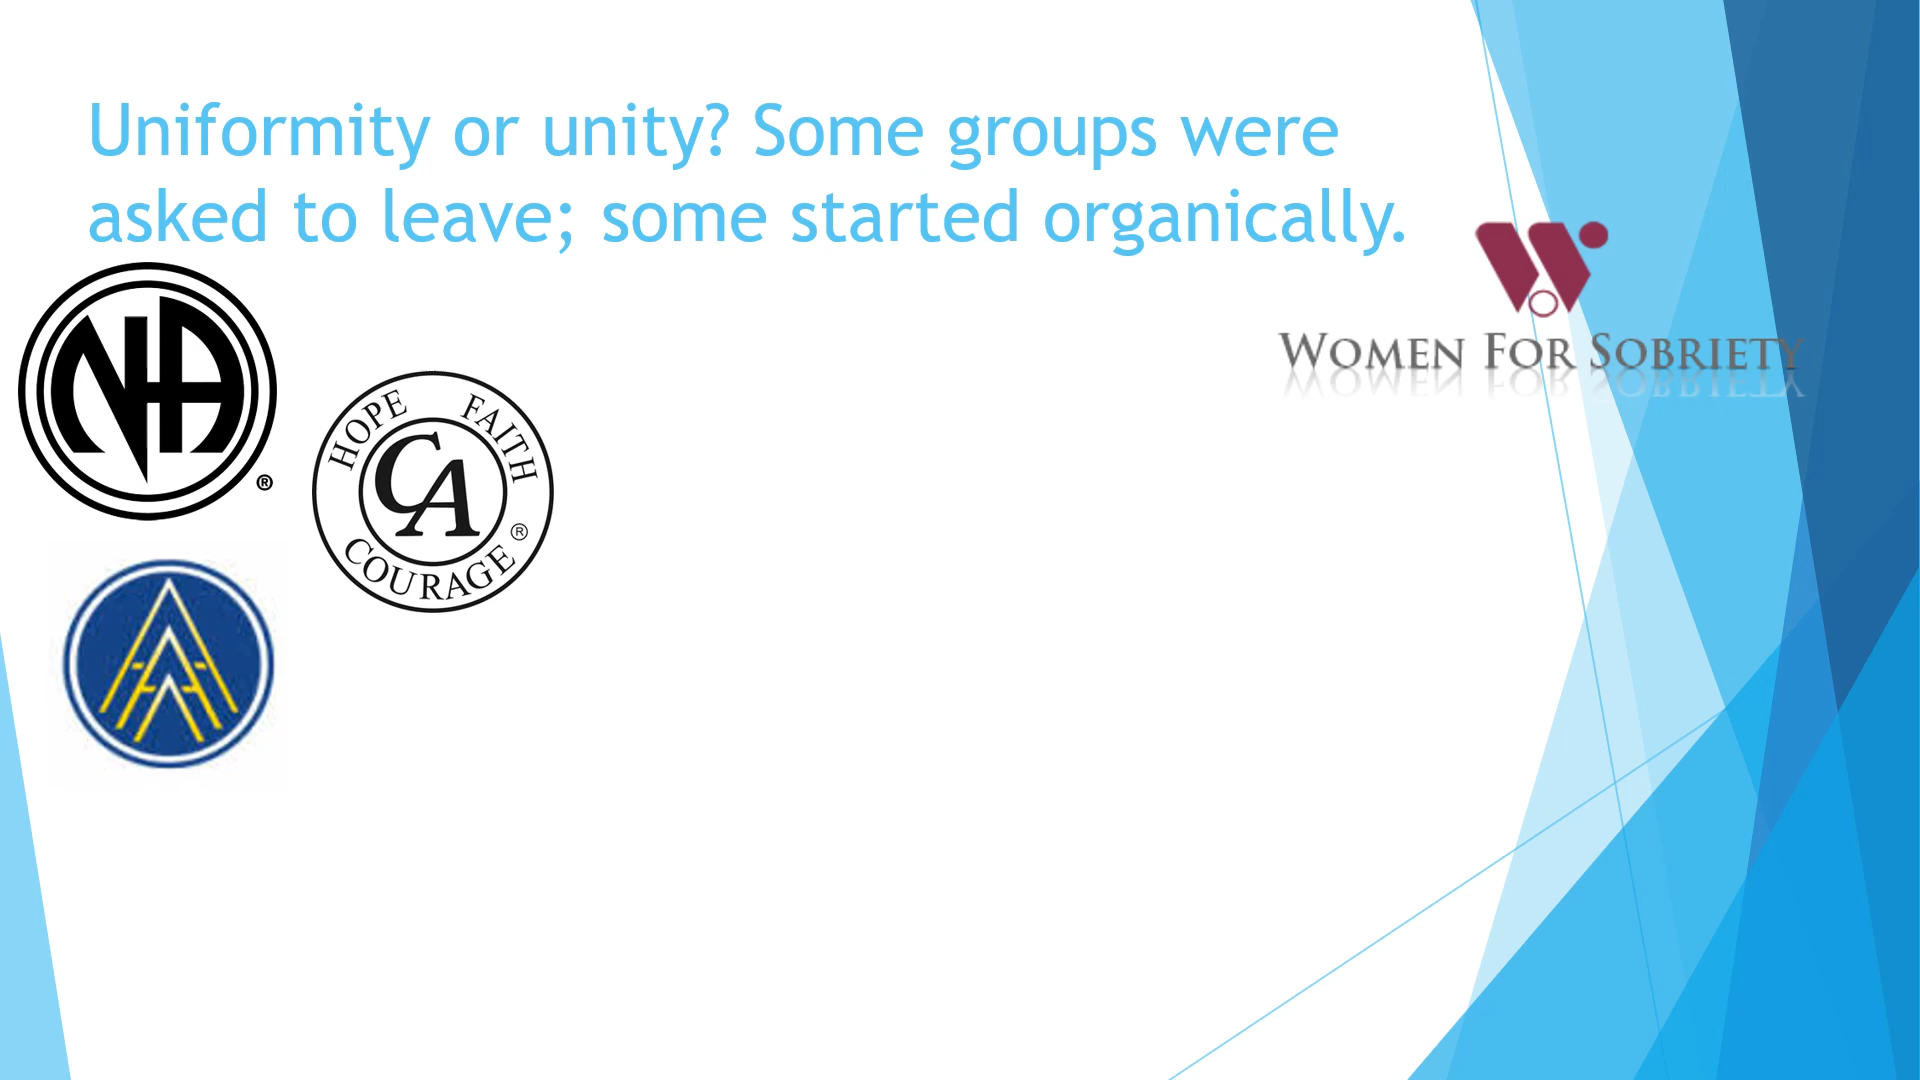 Uniformity or unity? Some groups were
asked to leave; some started organically.
WOMEN FOR SOBRIETY
NA
®
HOPE FAITH
CA
COURAGE ®
AAA